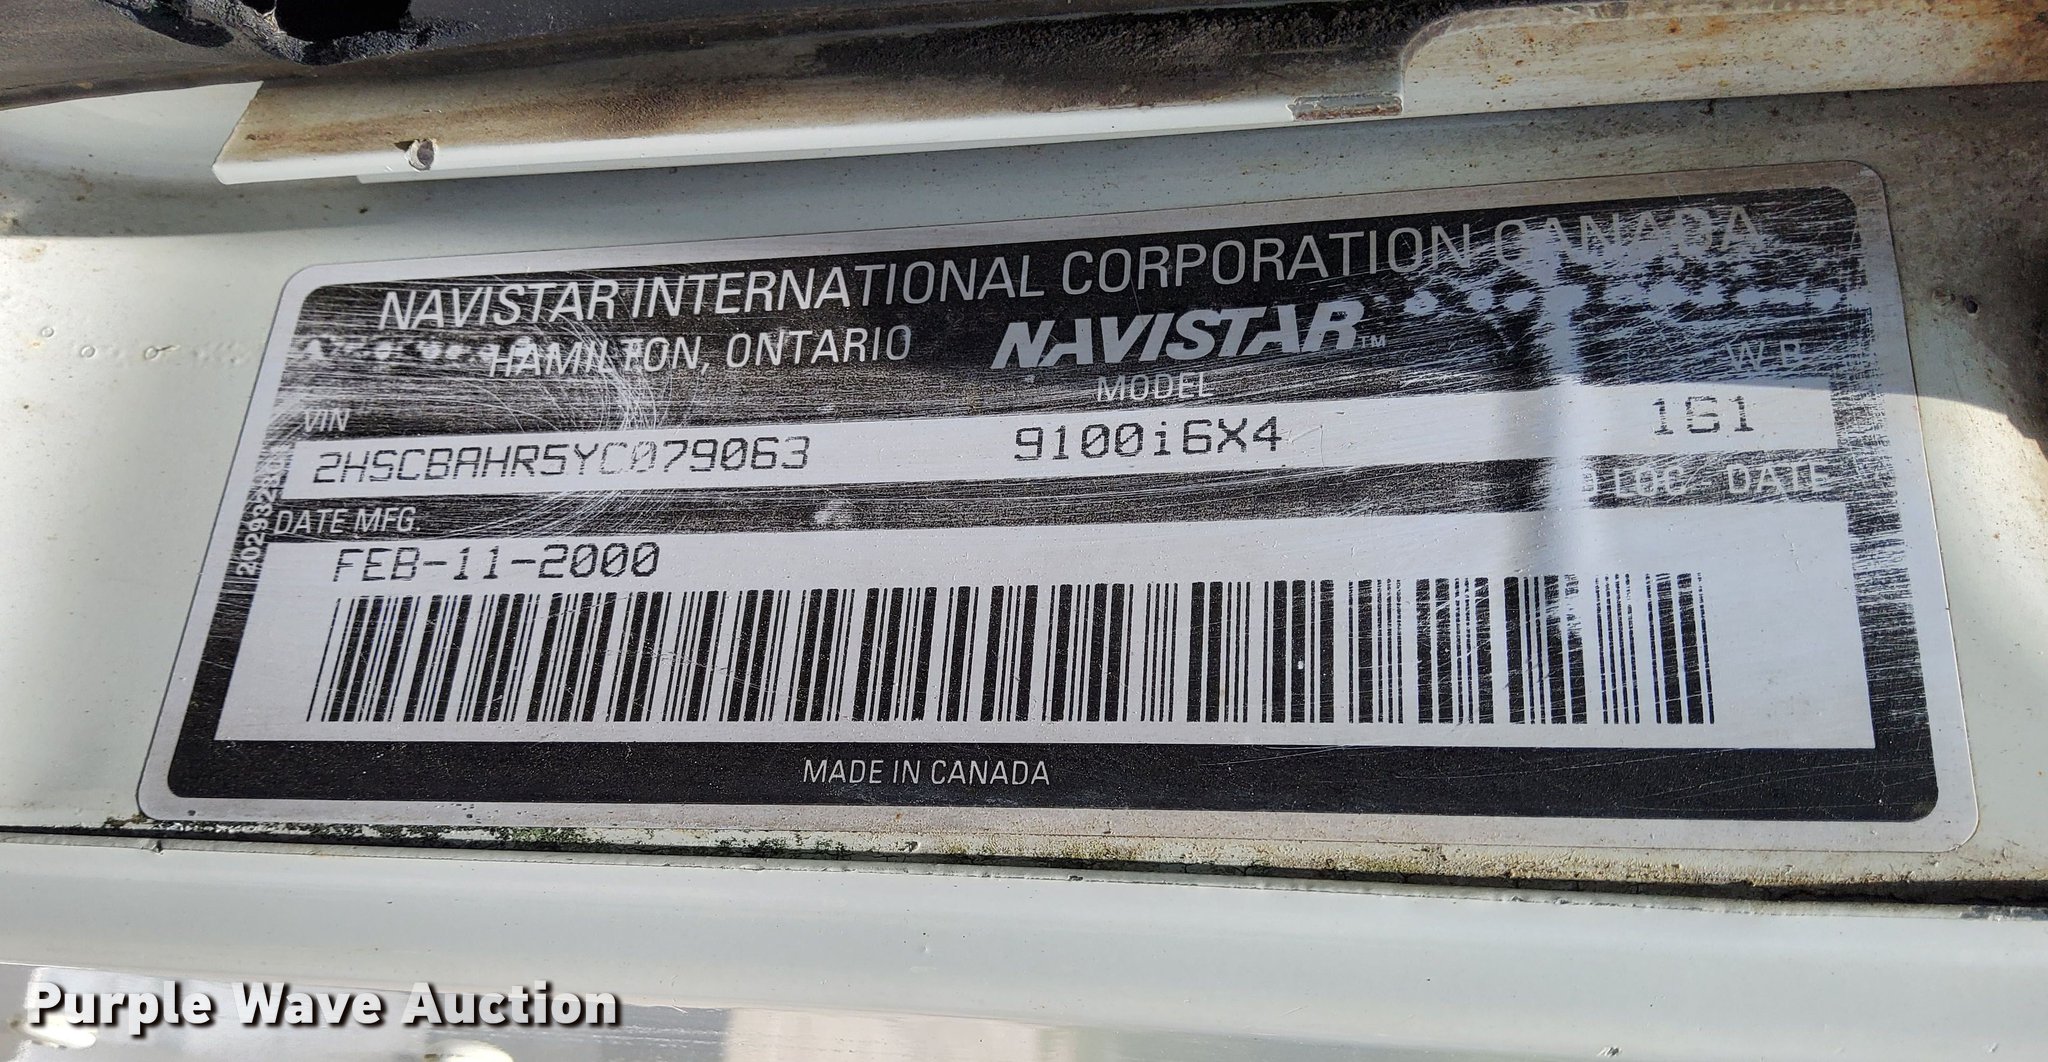 NAVISTAR INTERNATIONAL CORPORATION CANADA
HAMILTON, ONTARIO NAVISTAR™
VIN MODEL W.B.
2HSCBAHR5YC079063 9100i6X4 161
DATE MFG. LOC - DATE
FEB-11-2000
MADE IN CANADA
Purple Wave Auction